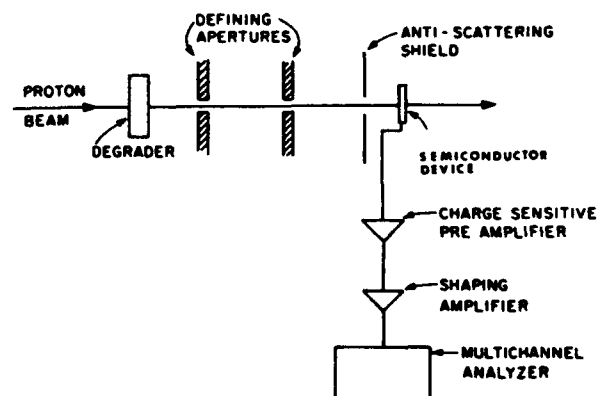 DEFINING
APERTURES
ANTI-SCATTERING
SHIELD
PROTON
BEAM
DEGRADER
SEMICONDUCTOR
DEVICE
CHARGE SENSITIVE
PRE AMPLIFIER
SHAPING
AMPLIFIER
MULTICHANNEL
ANALYZER